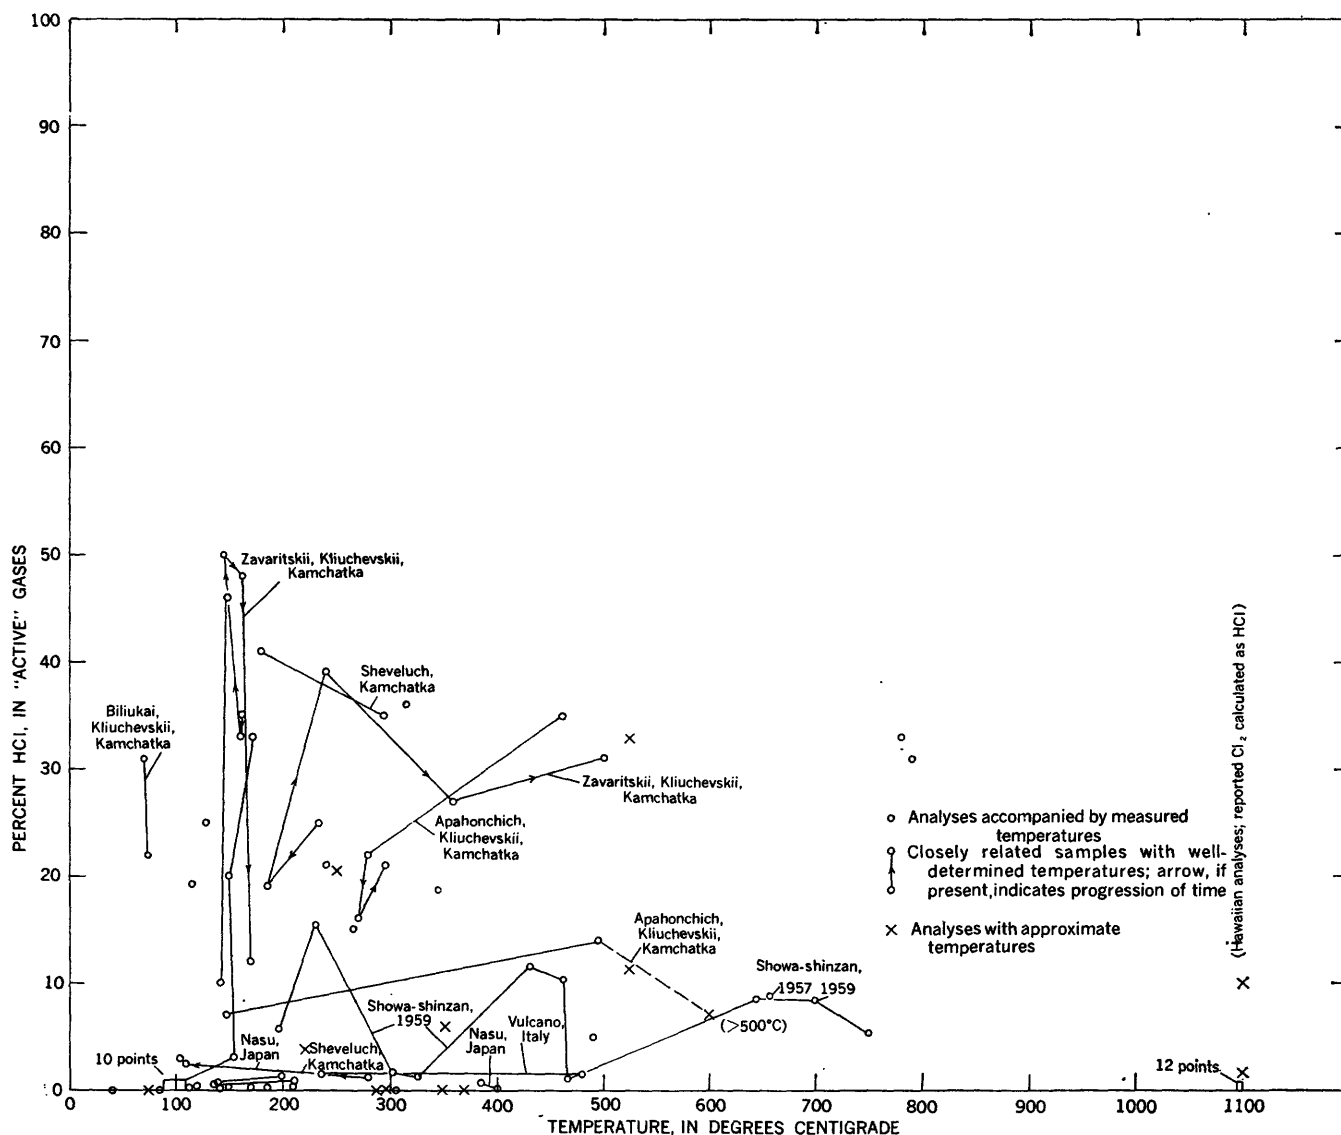 100
90
80
70
60
50
40
30
20
10
0
PERCENT HCl, IN "ACTIVE" GASES
Zavaritskii, Kliuchevskii,
Kamchatka
Sheveluch,
Kamchatka
Biliukai,
Kliuchevskii,
Kamchatka
Zavaritskii, Kliuchevskii,
Kamchatka
Apahonchich,
Kliuchevskii,
Kamchatka
Analyses accompanied by measured
temperatures
Closely related samples with well-
determined temperatures; arrow, if
present, indicates progression of time
Analyses with approximate
temperatures
(Hawaiian analyses; reported Cl₂ calculated as HCl)
Apahonchich,
Kliuchevskii,
Kamchatka
(>500°C)
Showa-shinzan,
1957 1959
Showa-shinzan,
1959
Nasu,
Japan
Vulcano,
Italy
Nasu,
Japan
Sheveluch,
Kamchatka
10 points
12 points
0 100 200 300 400 500 600 700 800 900 1000 1100
TEMPERATURE, IN DEGREES CENTIGRADE